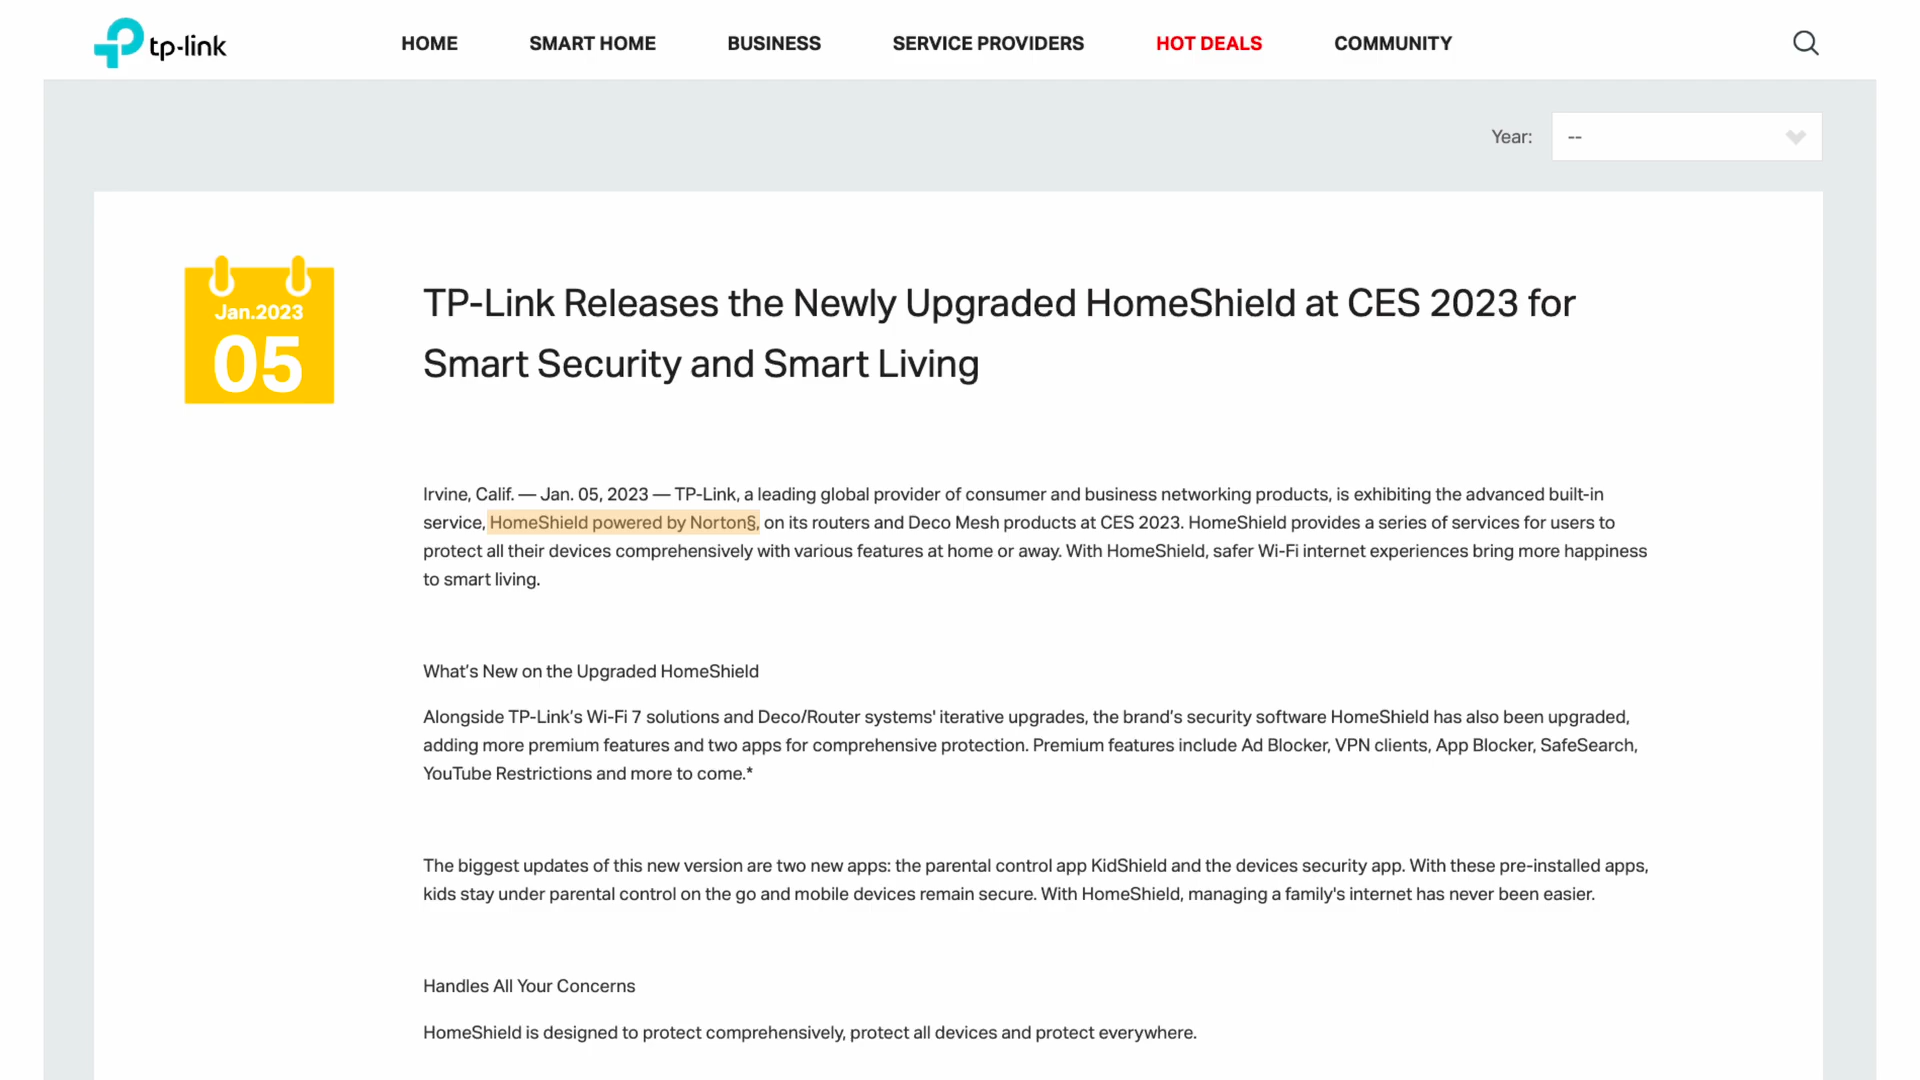 tp-link
HOME SMART HOME BUSINESS SERVICE PROVIDERS HOT DEALS COMMUNITY
Year: --
Jan.2023
05
TP-Link Releases the Newly Upgraded HomeShield at CES 2023 for
Smart Security and Smart Living
Irvine, Calif. — Jan. 05, 2023 — TP-Link, a leading global provider of consumer and business networking products, is exhibiting the advanced built-in
service, HomeShield powered by Norton§, on its routers and Deco Mesh products at CES 2023. HomeShield provides a series of services for users to
protect all their devices comprehensively with various features at home or away. With HomeShield, safer Wi-Fi internet experiences bring more happiness
to smart living.
What’s New on the Upgraded HomeShield
Alongside TP-Link’s Wi-Fi 7 solutions and Deco/Router systems' iterative upgrades, the brand’s security software HomeShield has also been upgraded,
adding more premium features and two apps for comprehensive protection. Premium features include Ad Blocker, VPN clients, App Blocker, SafeSearch,
YouTube Restrictions and more to come.*
The biggest updates of this new version are two new apps: the parental control app KidShield and the devices security app. With these pre-installed apps,
kids stay under parental control on the go and mobile devices remain secure. With HomeShield, managing a family's internet has never been easier.
Handles All Your Concerns
HomeShield is designed to protect comprehensively, protect all devices and protect everywhere.